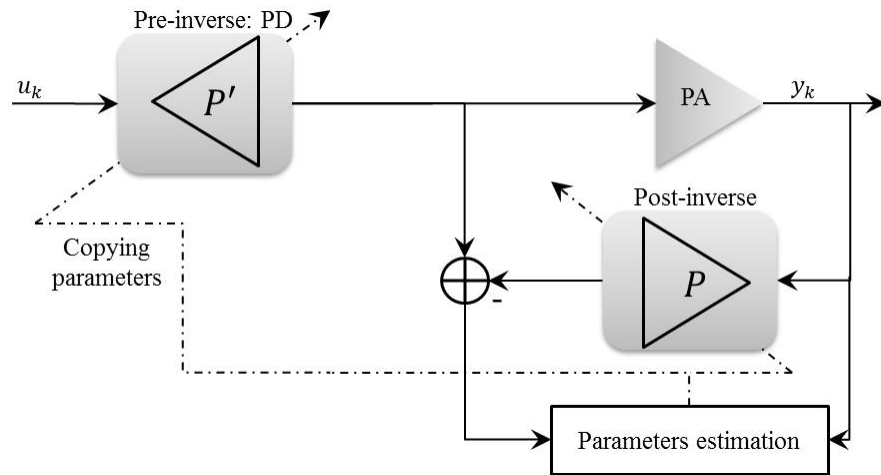 Pre-inverse: PD
u_k
P'
PA
y_k
Post-inverse
Copying
parameters
P
-
Parameters estimation